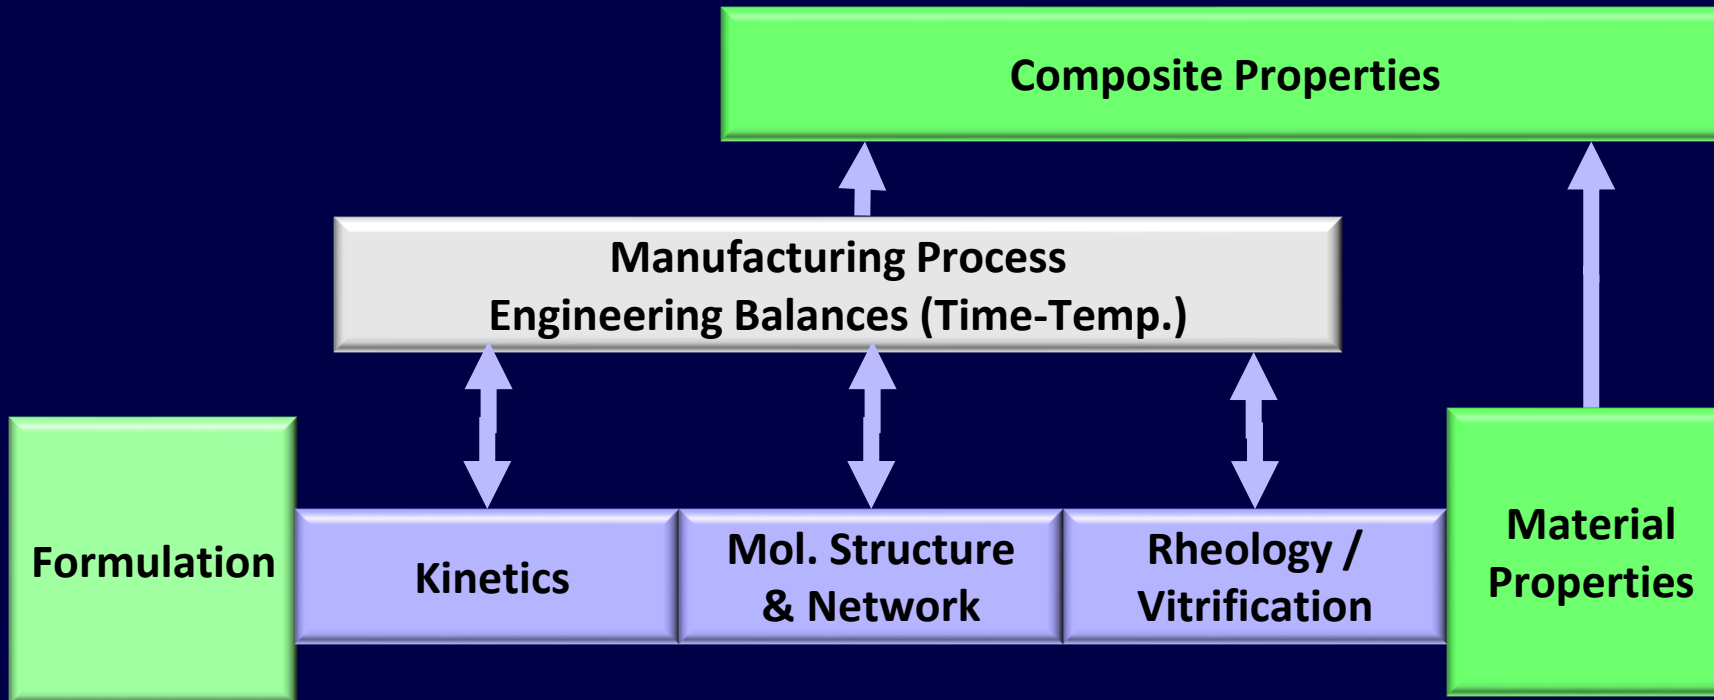 Composite Properties
Manufacturing Process
Engineering Balances (Time-Temp.)
Formulation
Kinetics
Mol. Structure
& Network
Rheology /
Vitrification
Material
Properties